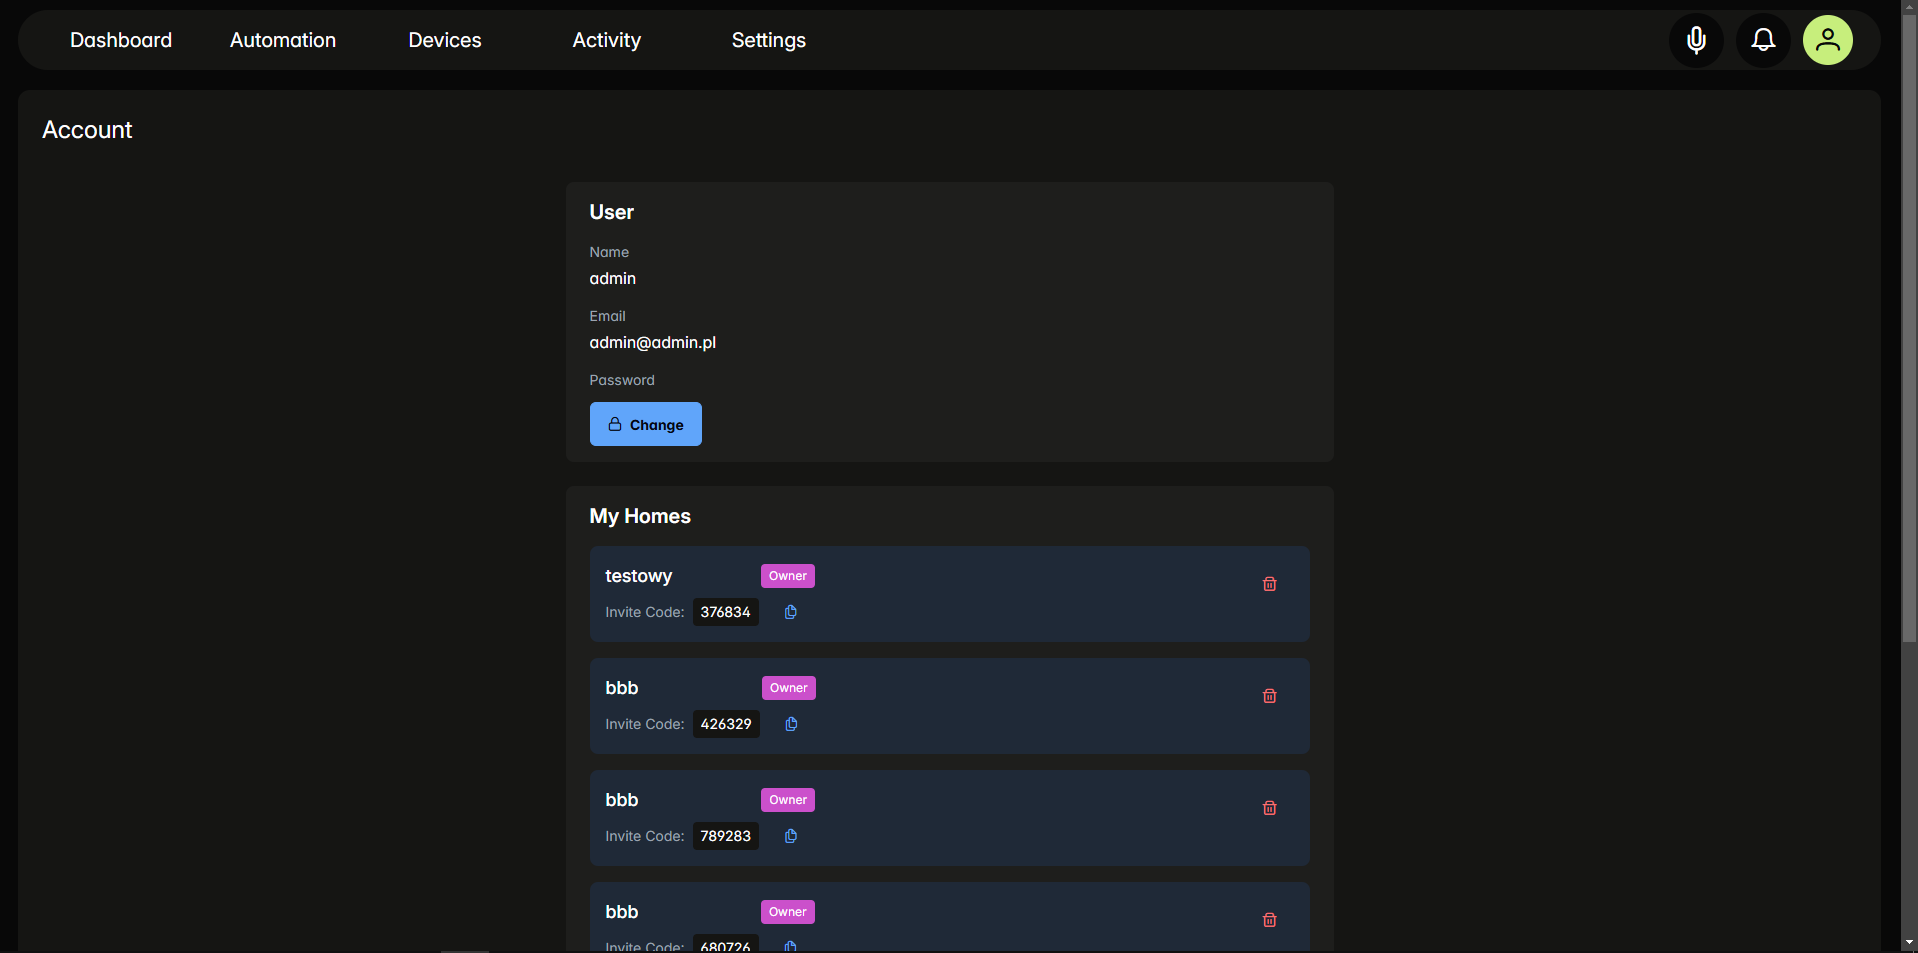 Dashboard Automation Devices Activity Settings
Account
User
Name
admin
Email
admin@admin.pl
Password
Change
My Homes
testowy Owner
Invite Code: 376834
bbb Owner
Invite Code: 426329
bbb Owner
Invite Code: 789283
bbb Owner
Invite Code: 680726